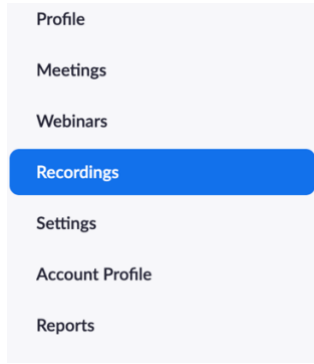 Profile
Meetings
Webinars
Recordings
Settings
Account Profile
Reports